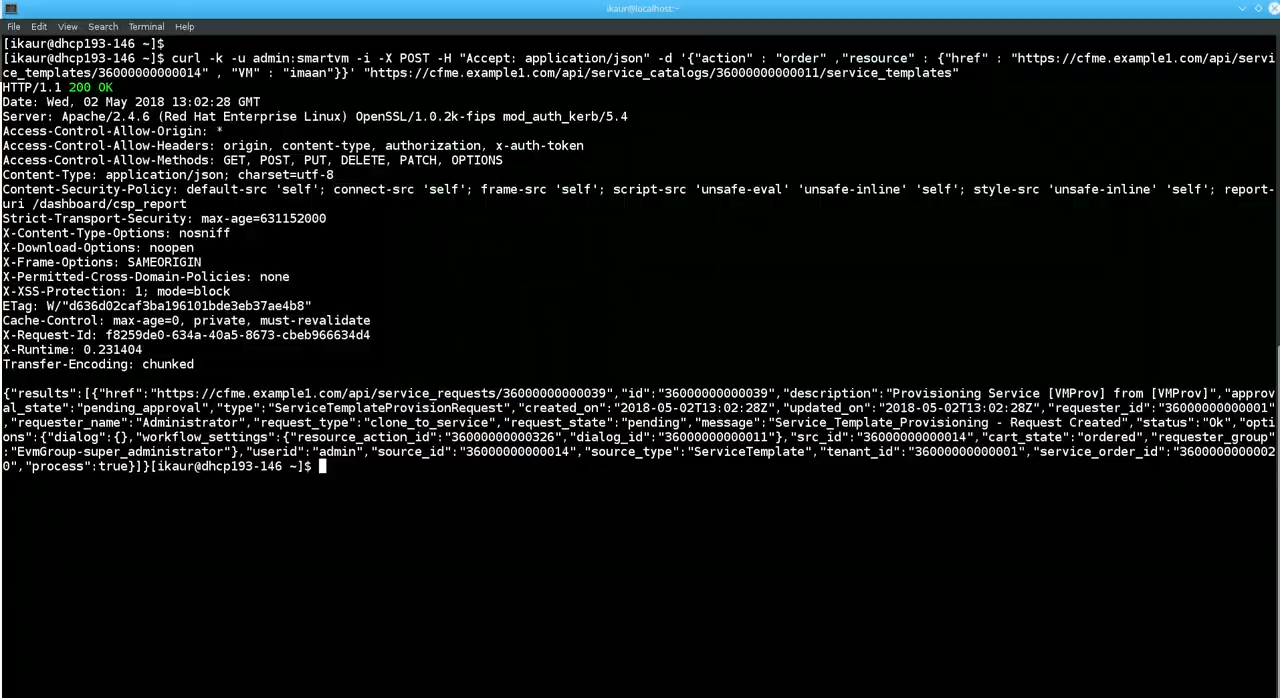 ikaur@localhost:~
File Edit View Search Terminal Help
[ikaur@dhcp193-146 ~]$
[ikaur@dhcp193-146 ~]$ curl -k -u admin:smartvm -i -X POST -H "Accept: application/json" -d '{"action" : "order" ,"resource" : {"href" : "https://cfme.example1.com/api/servi
ce_templates/36000000000014" , "VM" : "imaan"}}' "https://cfme.example1.com/api/service_catalogs/36000000000011/service_templates"
HTTP/1.1 200 OK
Date: Wed, 02 May 2018 13:02:28 GMT
Server: Apache/2.4.6 (Red Hat Enterprise Linux) OpenSSL/1.0.2k-fips mod_auth_kerb/5.4
Access-Control-Allow-Origin: *
Access-Control-Allow-Headers: origin, content-type, authorization, x-auth-token
Access-Control-Allow-Methods: GET, POST, PUT, DELETE, PATCH, OPTIONS
Content-Type: application/json; charset=utf-8
Content-Security-Policy: default-src 'self'; connect-src 'self'; frame-src 'self'; script-src 'unsafe-eval' 'unsafe-inline' 'self'; style-src 'unsafe-inline' 'self'; report-
uri /dashboard/csp_report
Strict-Transport-Security: max-age=631152000
X-Content-Type-Options: nosniff
X-Download-Options: noopen
X-Frame-Options: SAMEORIGIN
X-Permitted-Cross-Domain-Policies: none
X-XSS-Protection: 1; mode=block
ETag: W/"d636d02caf3ba196101bde3eb37ae4b8"
Cache-Control: max-age=0, private, must-revalidate
X-Request-Id: f8259de0-634a-40a5-8673-cbeb966634d4
X-Runtime: 0.231404
Transfer-Encoding: chunked
{"results":[{"href":"https://cfme.example1.com/api/service_requests/36000000000039","id":"36000000000039","description":"Provisioning Service [VMProv] from [VMProv]","approv
al_state":"pending_approval","type":"ServiceTemplateProvisionRequest","created_on":"2018-05-02T13:02:28Z","updated_on":"2018-05-02T13:02:28Z","requester_id":"36000000000001"
,"requester_name":"Administrator","request_type":"clone_to_service","request_state":"pending","message":"Service_Template_Provisioning - Request Created","status":"Ok","opti
ons":{"dialog":{},"workflow_settings":{"resource_action_id":"36000000000326","dialog_id":"36000000000011"},"src_id":"36000000000014","cart_state":"ordered","requester_group"
:"EvmGroup-super_administrator"},"userid":"admin","source_id":"36000000000014","source_type":"ServiceTemplate","tenant_id":"36000000000001","service_order_id":"3600000000002
0","process":true}]}[ikaur@dhcp193-146 ~]$